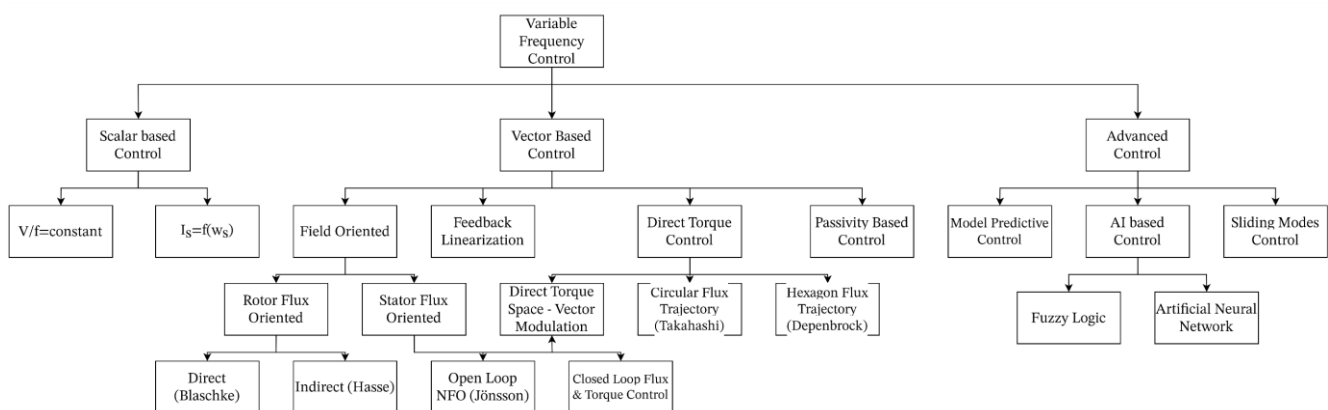 Variable
Frequency
Control
Scalar based
Control
Vector Based
Control
Advanced
Control
V/f=constant
Is=f(ws)
Field Oriented
Feedback
Linearization
Direct Torque
Control
Passivity Based
Control
Model Predictive
Control
AI based
Control
Sliding Modes
Control
Rotor Flux
Oriented
Stator Flux
Oriented
Direct Torque
Space - Vector
Modulation
Circular Flux
Trajectory
(Takahashi)
Hexagon Flux
Trajectory
(Depenbrock)
Fuzzy Logic
Artificial Neural
Network
Direct
(Blaschke)
Indirect (Hasse)
Open Loop
NFO (Jönsson)
Closed Loop Flux
& Torque Control